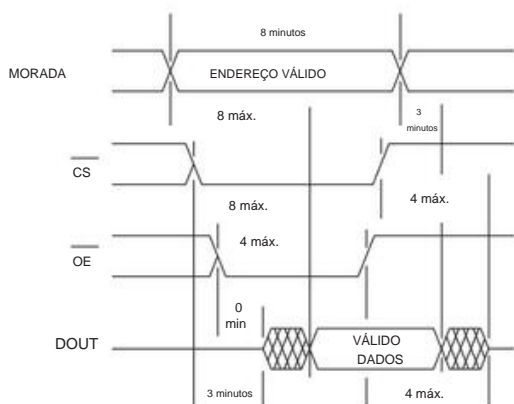 8 minutos
MORADA
ENDEREÇO VÁLIDO
8 máx.
3
minutos
CS
8 máx.
4 máx.
4 máx.
OE
0
min
DOUT
VÁLIDO
DADOS
3 minutos
4 máx.